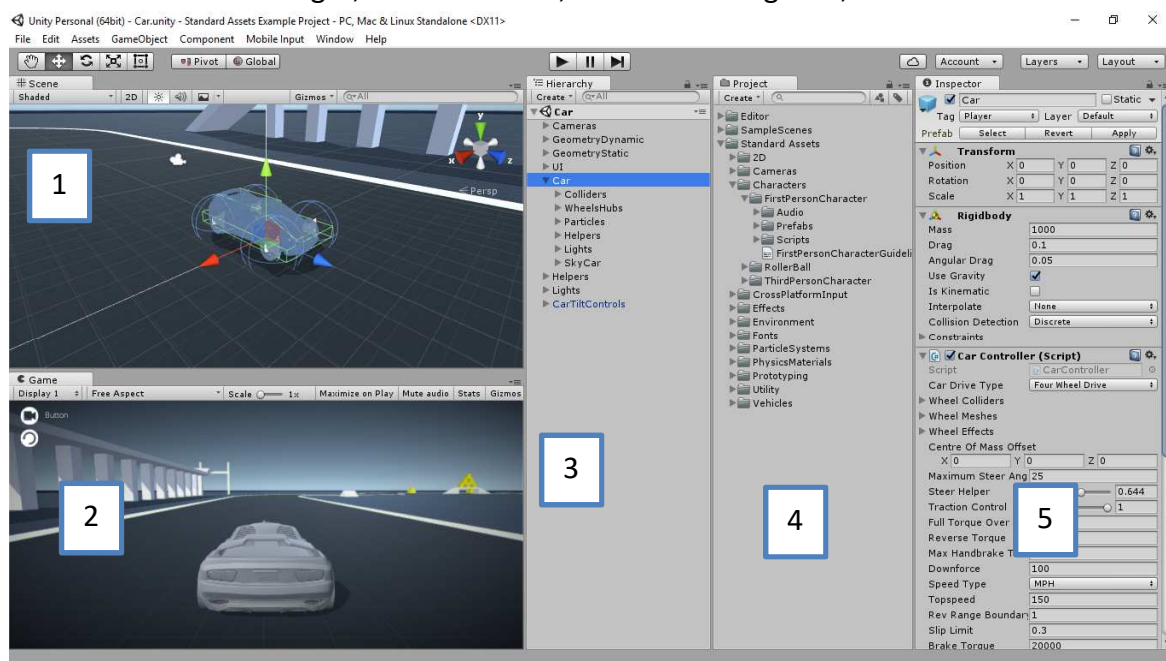 Unity Personal (64bit) - Car.unity - Standard Assets Example Project - PC, Mac & Linux Standalone <DX11>
File Edit Assets GameObject Component Mobile Input Window Help
Pivot Global
Account Layers Layout
Scene
Shaded 2D Gizmos All
y
x z
Persp
1
Game
Display 1 Free Aspect Scale 1x Maximize on Play Mute audio Stats Gizmos
Button
2
Hierarchy
Create All
Car
Cameras
GeometryDynamic
GeometryStatic
UI
Car
Colliders
WheelsHubs
Particles
Helpers
Lights
SkyCar
Helpers
Lights
CarTiltControls
3
Project
Create
Editor
SampleScenes
Standard Assets
2D
Cameras
Characters
FirstPersonCharacter
Audio
Prefabs
Scripts
FirstPersonCharacterGuideli
RollerBall
ThirdPersonCharacter
CrossPlatformInput
Effects
Environment
Fonts
ParticleSystems
PhysicsMaterials
Prototyping
Utility
Vehicles
4
Inspector
Car Static
Tag Player Layer Default
Prefab Select Revert Apply
Transform
Position X 0 Y 0 Z 0
Rotation X 0 Y 0 Z 0
Scale X 1 Y 1 Z 1
Rigidbody
Mass 1000
Drag 0.1
Angular Drag 0.05
Use Gravity
Is Kinematic
Interpolate None
Collision Detection Discrete
Constraints
Car Controller (Script)
Script CarController
Car Drive Type Four Wheel Drive
Wheel Colliders
Wheel Meshes
Wheel Effects
Centre Of Mass Offset
X 0 Y 0 Z 0
Maximum Steer Ang 25
Steer Helper 0.644
Traction Control 1
Full Torque Over
Reverse Torque
Max Handbrake T
Downforce 100
Speed Type MPH
Topspeed 150
Rev Range Boundar 1
Slip Limit 0.3
Brake Torque 20000
5